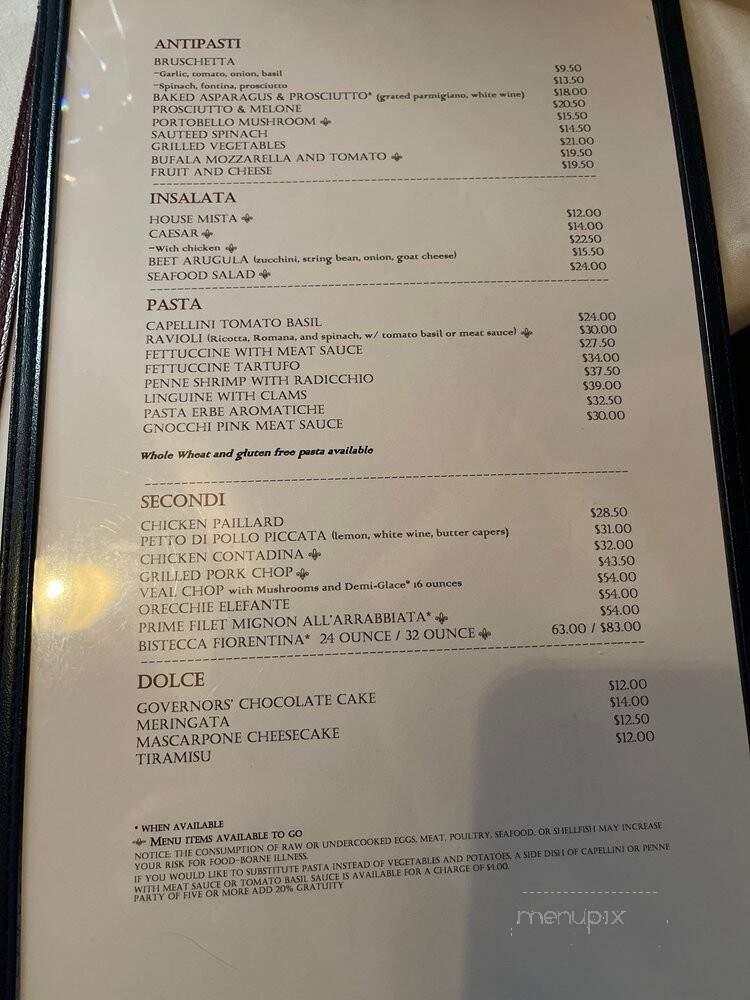 ANTIPASTI
BRUSCHETTA
~Garlic, tomato, onion, basil $9.50
~Spinach, fontina, prosciutto $13.50
BAKED ASPARAGUS & PROSCIUTTO* (grated parmigiano, white wine) $18.00
PROSCIUTTO & MELONE $20.50
PORTOBELLO MUSHROOM ⚜ $15.50
SAUTEED SPINACH $14.50
GRILLED VEGETABLES $21.00
BUFALA MOZZARELLA AND TOMATO ⚜ $19.50
FRUIT AND CHEESE $19.50
INSALATA
HOUSE MISTA ⚜ $12.00
CAESAR ⚜ $14.00
~With chicken ⚜ $22.50
BEET ARUGULA (zucchini, string bean, onion, goat cheese) $15.50
SEAFOOD SALAD ⚜ $24.00
PASTA
CAPELLINI TOMATO BASIL $24.00
RAVIOLI (Ricotta, Romana, and spinach, w/ tomato basil or meat sauce) ⚜ $30.00
FETTUCCINE WITH MEAT SAUCE $27.50
FETTUCCINE TARTUFO $34.00
PENNE SHRIMP WITH RADICCHIO $37.50
LINGUINE WITH CLAMS $39.00
PASTA ERBE AROMATICHE $32.50
GNOCCHI PINK MEAT SAUCE $30.00
Whole Wheat and gluten free pasta available
SECONDI
CHICKEN PAILLARD $28.50
PETTO DI POLLO PICCATA (lemon, white wine, butter capers) $31.00
CHICKEN CONTADINA ⚜ $32.00
GRILLED PORK CHOP ⚜ $43.50
VEAL CHOP with Mushrooms and Demi-Glace* 16 ounces $54.00
ORECCHIE ELEFANTE $54.00
PRIME FILET MIGNON ALL'ARRABBIATA* ⚜ $54.00
BISTECCA FIORENTINA* 24 OUNCE / 32 OUNCE ⚜ 63.00 / $83.00
DOLCE
GOVERNORS' CHOCOLATE CAKE $12.00
MERINGATA $14.00
MASCARPONE CHEESECAKE $12.50
TIRAMISU $12.00
* WHEN AVAILABLE
⚜ MENU ITEMS AVAILABLE TO GO
NOTICE: THE CONSUMPTION OF RAW OR UNDERCOOKED EGGS, MEAT, POULTRY, SEAFOOD, OR SHELLFISH MAY INCREASE
YOUR RISK FOR FOOD-BORNE ILLNESS.
IF YOU WOULD LIKE TO SUBSTITUTE PASTA INSTEAD OF VEGETABLES AND POTATOES, A SIDE DISH OF CAPELLINI OR PENNE
WITH MEAT SAUCE OR TOMATO BASIL SAUCE IS AVAILABLE FOR A CHARGE OF $4.00.
PARTY OF FIVE OR MORE ADD 20% GRATUITY
menupix